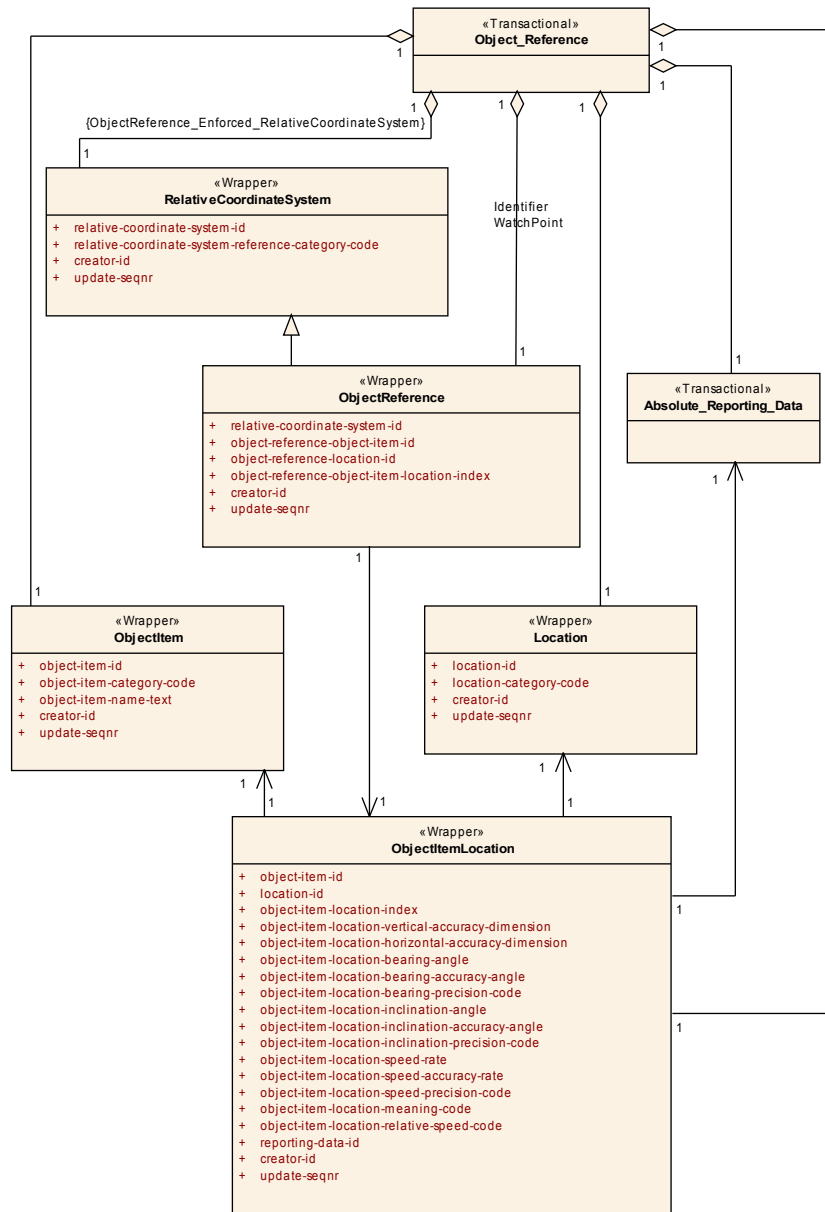 «Transactional»
Object_Reference
1
1
1
1
1
1
{ObjectReference_Enforced_RelativeCoordinateSystem}
1
«Wrapper»
RelativeCoordinateSystem
+ relative-coordinate-system-id
+ relative-coordinate-system-reference-category-code
+ creator-id
+ update-seqnr
Identifier
WatchPoint
1
1
«Wrapper»
ObjectReference
+ relative-coordinate-system-id
+ object-reference-object-item-id
+ object-reference-location-id
+ object-reference-object-item-location-index
+ creator-id
+ update-seqnr
«Transactional»
Absolute_Reporting_Data
1
1
1
1
«Wrapper»
ObjectItem
+ object-item-id
+ object-item-category-code
+ object-item-name-text
+ creator-id
+ update-seqnr
«Wrapper»
Location
+ location-id
+ location-category-code
+ creator-id
+ update-seqnr
1
1
1
1
1
«Wrapper»
ObjectItemLocation
+ object-item-id
+ location-id
+ object-item-location-index
+ object-item-location-vertical-accuracy-dimension
+ object-item-location-horizontal-accuracy-dimension
+ object-item-location-bearing-angle
+ object-item-location-bearing-accuracy-angle
+ object-item-location-bearing-precision-code
+ object-item-location-inclination-angle
+ object-item-location-inclination-accuracy-angle
+ object-item-location-inclination-precision-code
+ object-item-location-speed-rate
+ object-item-location-speed-accuracy-rate
+ object-item-location-speed-precision-code
+ object-item-location-meaning-code
+ object-item-location-relative-speed-code
+ reporting-data-id
+ creator-id
+ update-seqnr
1
1